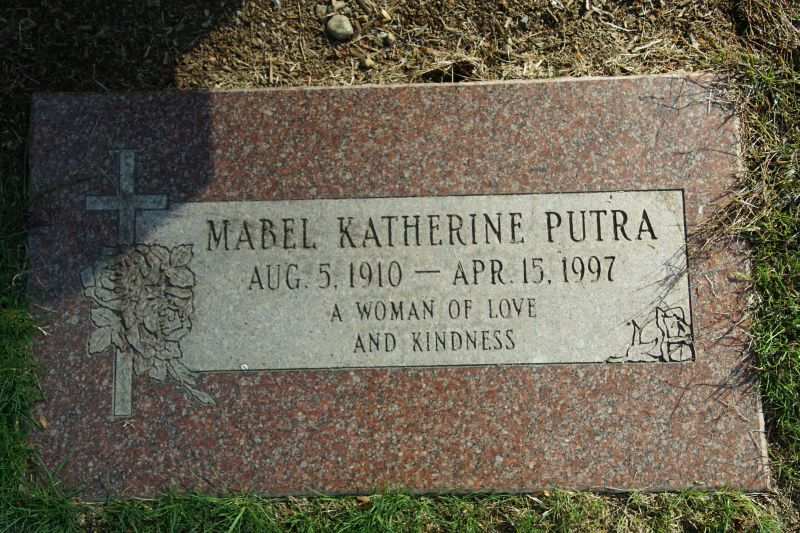 MABEL KATHERINE PUTRA
AUG. 5, 1910 — APR. 15, 1997
A WOMAN OF LOVE
AND KINDNESS